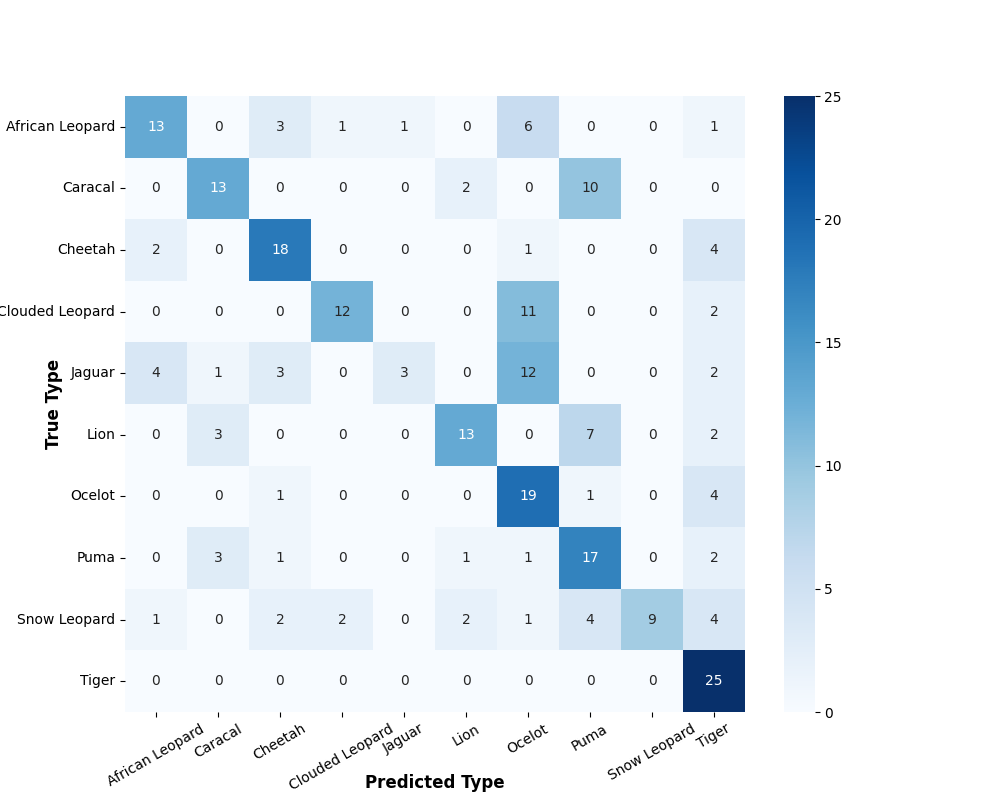 African Leopard 13 0 3 1 1 0 6 0 0 1
Caracal 0 13 0 0 0 2 0 10 0 0
Cheetah 2 0 18 0 0 0 1 0 0 4
Clouded Leopard 0 0 0 12 0 0 11 0 0 2
Jaguar 4 1 3 0 3 0 12 0 0 2
Lion 0 3 0 0 0 13 0 7 0 2
Ocelot 0 0 1 0 0 0 19 1 0 4
Puma 0 3 1 0 0 1 1 17 0 2
Snow Leopard 1 0 2 2 0 2 1 4 9 4
Tiger 0 0 0 0 0 0 0 0 0 25
African Leopard Caracal Cheetah Clouded Leopard Jaguar Lion Ocelot Puma Snow Leopard Tiger
Predicted Type
True Type
25
20
15
10
5
0